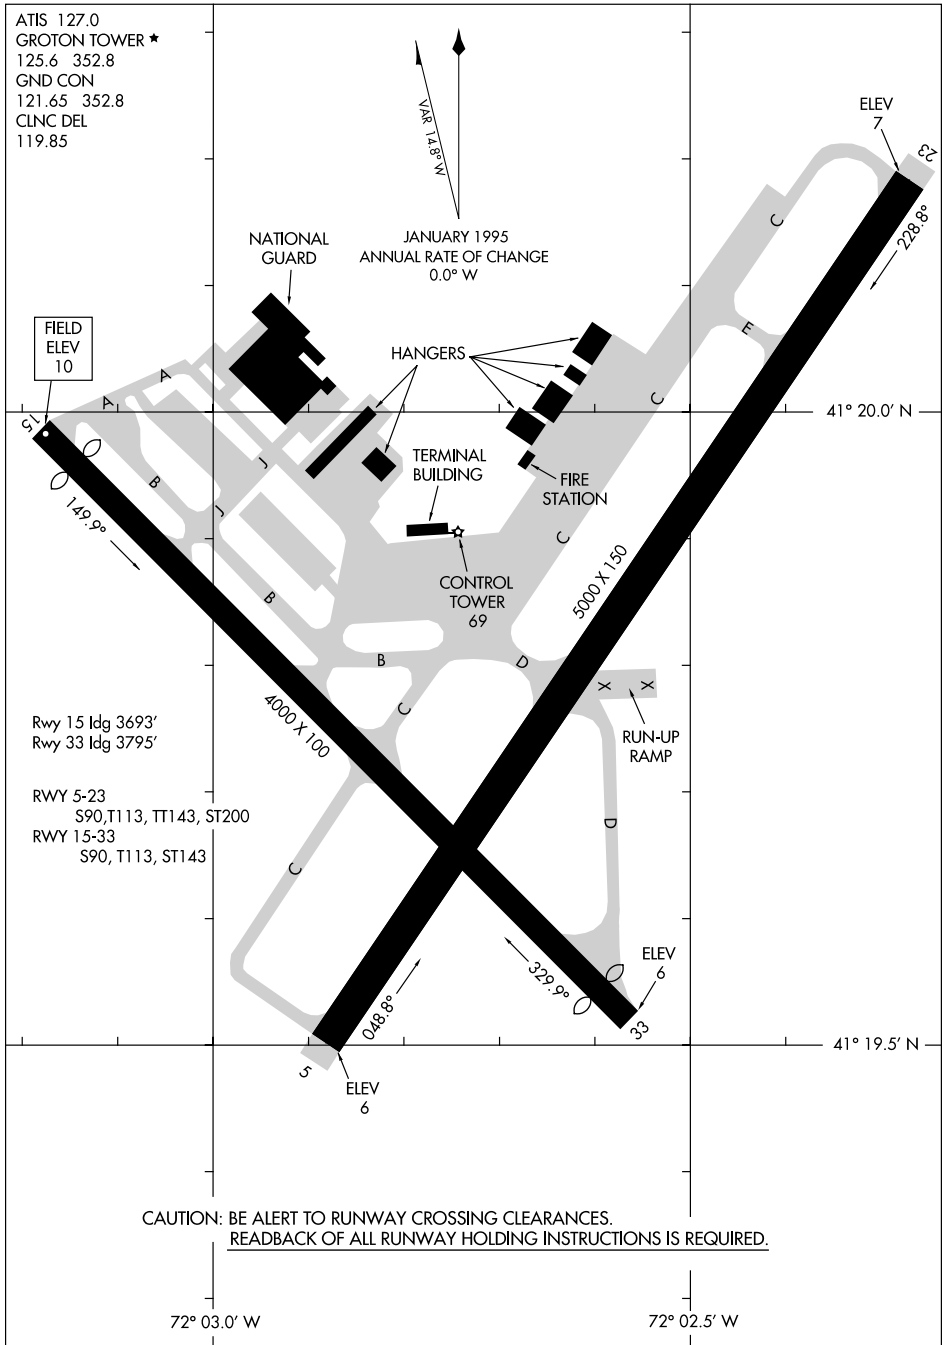 ATIS 127.0
GROTON TOWER ★
125.6 352.8
GND CON
121.65 352.8
CLNC DEL
119.85
VAR 14.8° W
JANUARY 1995
ANNUAL RATE OF CHANGE
0.0° W
ELEV
7
23
228.8°
NATIONAL
GUARD
FIELD
ELEV
10
HANGERS
C
E
A
A
C
15
41° 20.0' N
J
B
TERMINAL
BUILDING
FIRE
STATION
149.9°
J
C
CONTROL
TOWER
69
5000 X 150
B
B
D
X
X
C
4000 X 100
RUN-UP
RAMP
Rwy 15 ldg 3693'
Rwy 33 ldg 3795'
RWY 5-23
S90,T113, TT143, ST200
RWY 15-33
S90, T113, ST143
D
C
ELEV
6
329.9°
048.8°
33
41° 19.5' N
5
ELEV
6
CAUTION: BE ALERT TO RUNWAY CROSSING CLEARANCES.
READBACK OF ALL RUNWAY HOLDING INSTRUCTIONS IS REQUIRED.
72° 03.0' W
72° 02.5' W